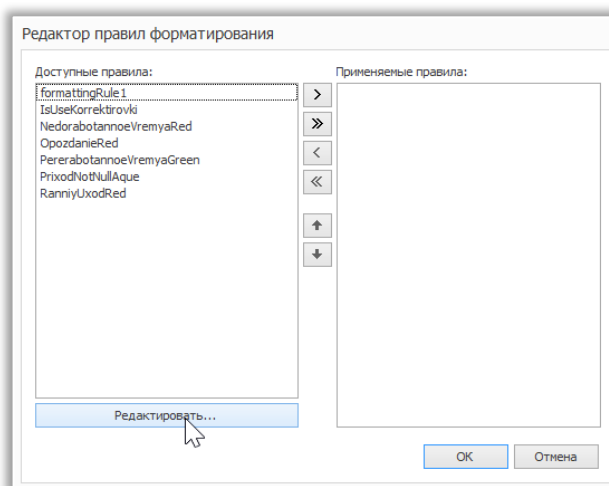 Редактор правил форматирования
Доступные правила:
Применяемые правила:
formattingRule1
IsUseKorrektirovki
NedorabotannoeVremyaRed
OpozdanieRed
PererabotannoeVremyaGreen
PrixodNotNullAque
RanniyUxodRed
Редактировать...
OK
Отмена